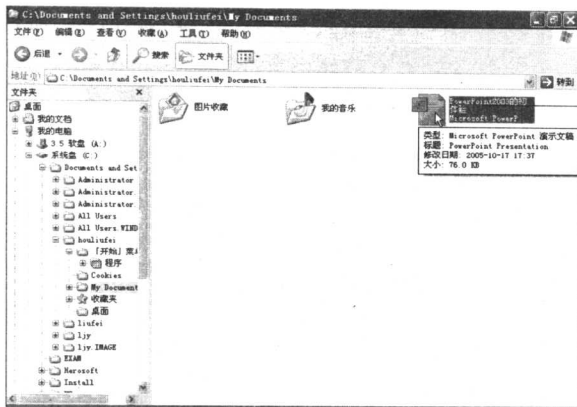 C:\Documents and Settings\houliufei\My Documents
文件(F) 编辑(E) 查看(V) 收藏(A) 工具(T) 帮助(H)
后退 搜索 文件夹
地址(D) C:\Documents and Settings\houliufei\My Documents 转到
文件夹
桌面
我的文档
我的电脑
3.5 软盘 (A:)
系统盘 (C:)
Documents and Set
Administrator
Administrator.
Administrator
All Users
All Users.WIND
houliufei
「开始」菜
程序
Cookies
My Document
收藏夹
桌面
liufei
ljy
ljy.IMAGE
EXAM
Herosoft
Install
图片收藏
我的音乐
PowerPoint2003的初
Microsoft PowerP
类型: Microsoft PowerPoint 演示文稿
标题: PowerPoint Presentation
修改日期: 2005-10-17 17:37
大小: 76.0 KB